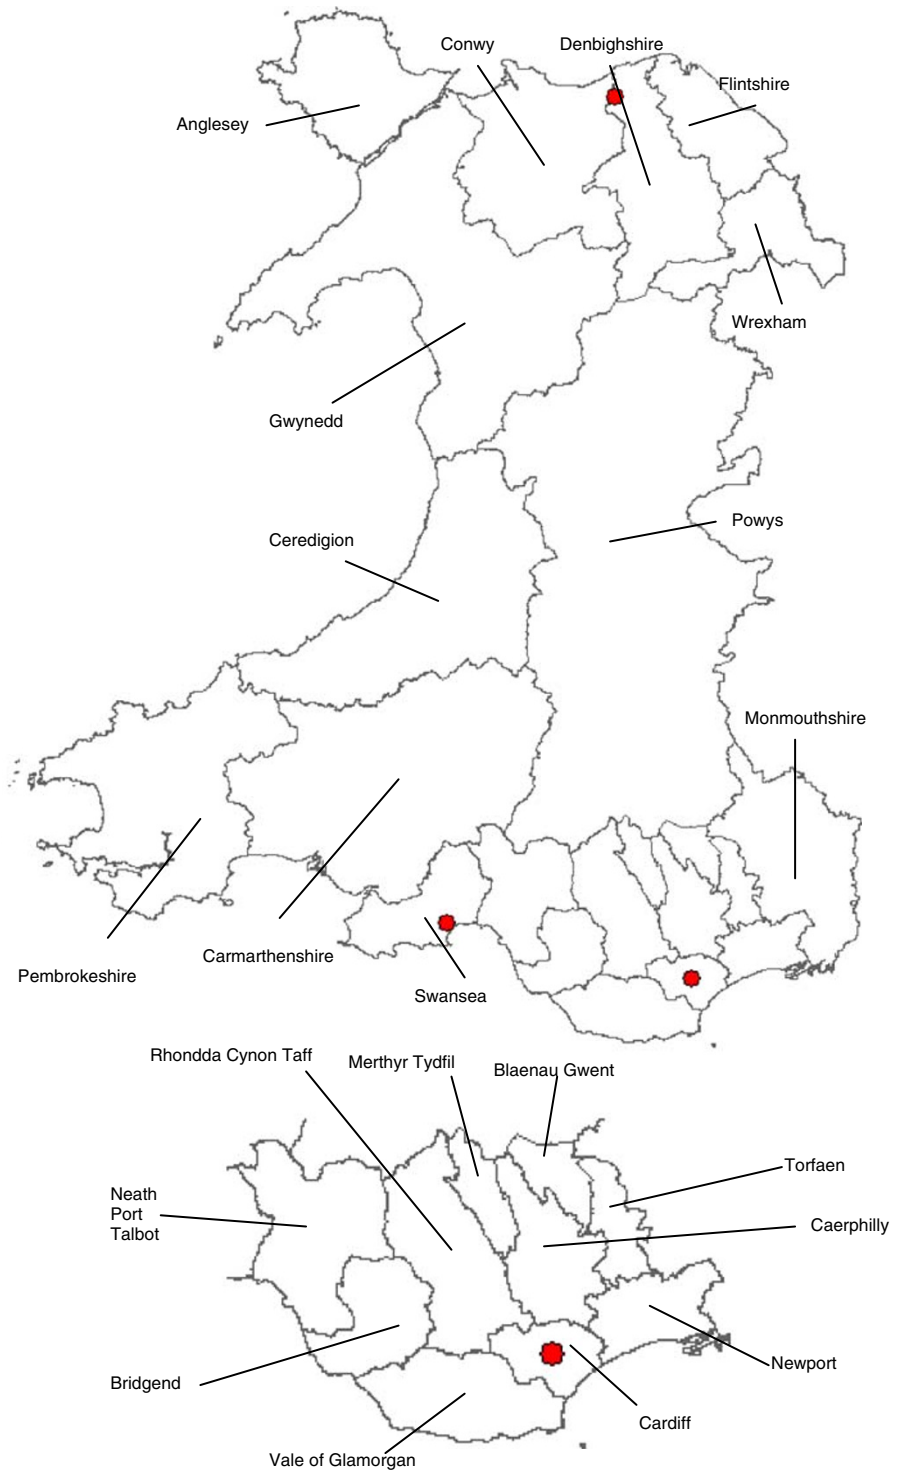 Conwy
Denbighshire
Flintshire
Anglesey
Wrexham
Gwynedd
Powys
Ceredigion
Monmouthshire
Carmarthenshire
Pembrokeshire
Swansea
Rhondda Cynon Taff
Merthyr Tydfil
Blaenau Gwent
Torfaen
Neath
Port
Talbot
Caerphilly
Newport
Bridgend
Cardiff
Vale of Glamorgan